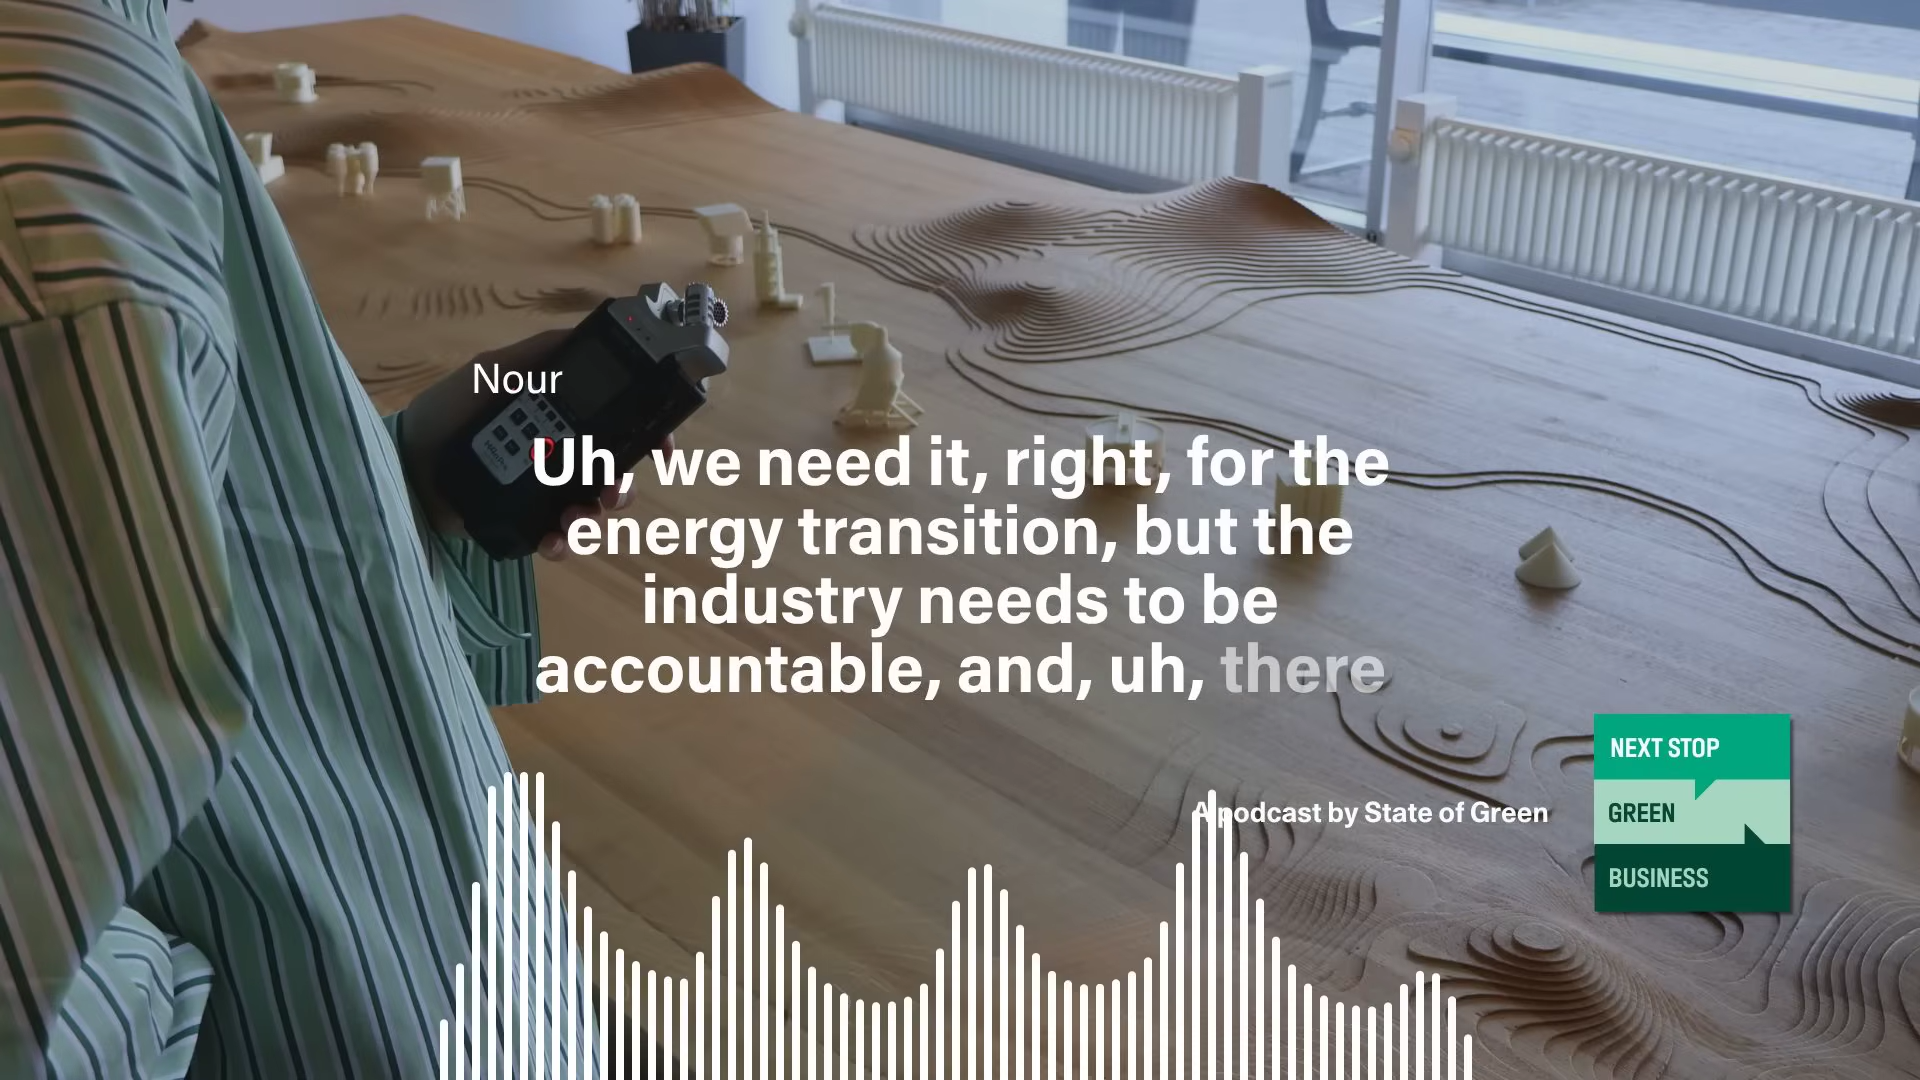 Nour
Uh, we need it, right, for the
energy transition, but the
industry needs to be
accountable, and, uh, there
A podcast by State of Green
NEXT STOP
GREEN
BUSINESS